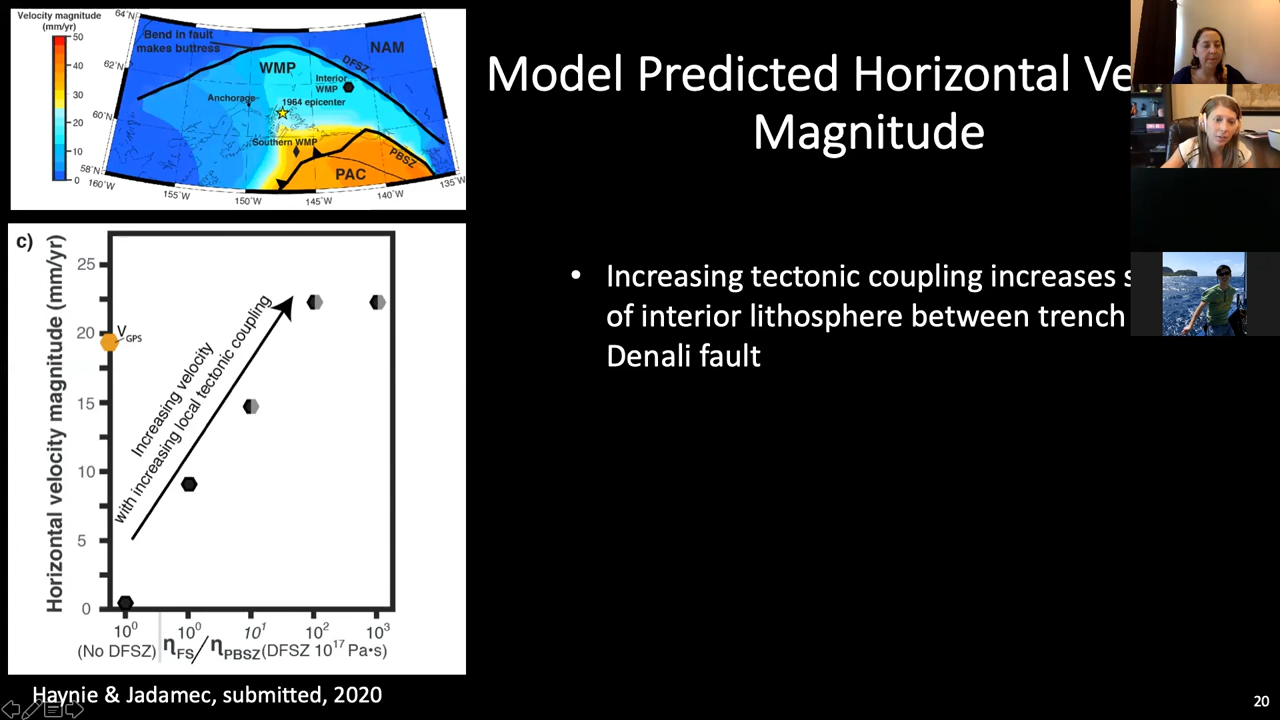 Velocity magnitude
(mm/yr)
50
40
30
20
10
0
64°N
62°N
60°N
58°N
160°W
155°W
150°W
145°W
140°W
135°W
Bend in fault
makes buttress
NAM
WMP
DFSZ
Interior
WMP
Anchorage
1964 epicenter
Southern WMP
PBSZ
PAC
Model Predicted Horizontal Ve
Magnitude
• Increasing tectonic coupling increases s
of interior lithosphere between trench
Denali fault
c)
Horizontal velocity magnitude (mm/yr)
25
20
15
10
5
0
VGPS
Increasing velocity
with increasing local tectonic coupling
10⁰
10⁰
10¹
10²
10³
(No DFSZ)
ηFS/ηPBSZ (DFSZ 10¹⁷ Pa•s)
Haynie & Jadamec, submitted, 2020
20